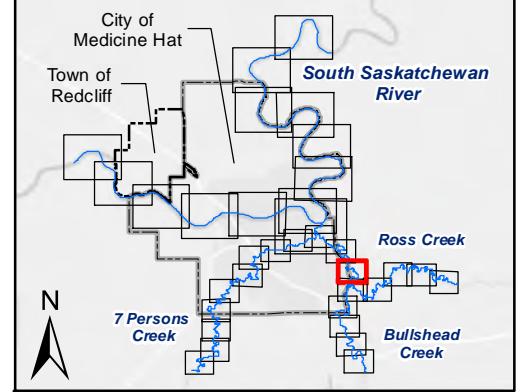 City of
Medicine Hat
Town of
Redcliff
South Saskatchewan
River
Ross Creek
N
7 Persons
Creek
Bullshead
Creek